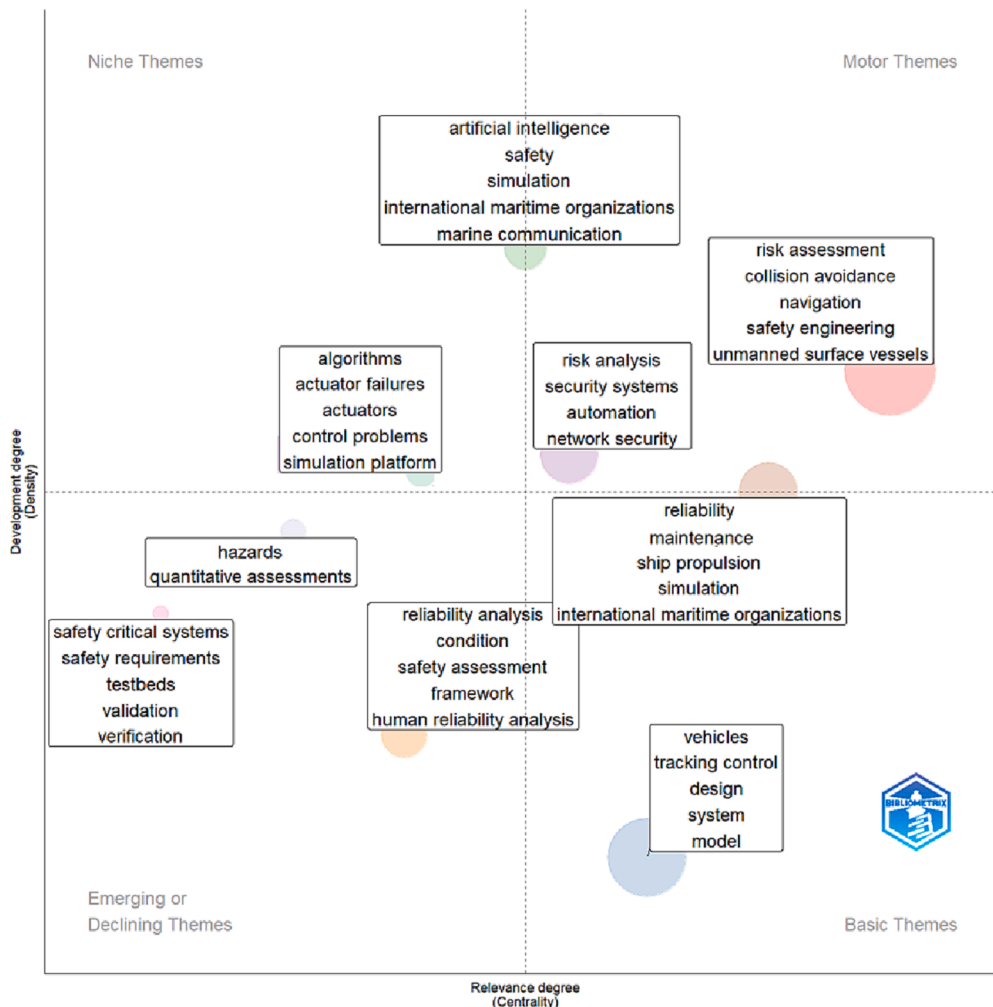 Niche Themes
Motor Themes
artificial intelligence
safety
simulation
international maritime organizations
marine communication
risk assessment
collision avoidance
navigation
safety engineering
unmanned surface vessels
algorithms
actuator failures
actuators
control problems
simulation platform
risk analysis
security systems
automation
network security
Development degree
(Density)
hazards
quantitative assessments
reliability
maintenance
ship propulsion
simulation
international maritime organizations
safety critical systems
safety requirements
testbeds
validation
verification
reliability analysis
condition
safety assessment
framework
human reliability analysis
vehicles
tracking control
design
system
model
BIBLIOMETRIX
Emerging or
Declining Themes
Basic Themes
Relevance degree
(Centrality)